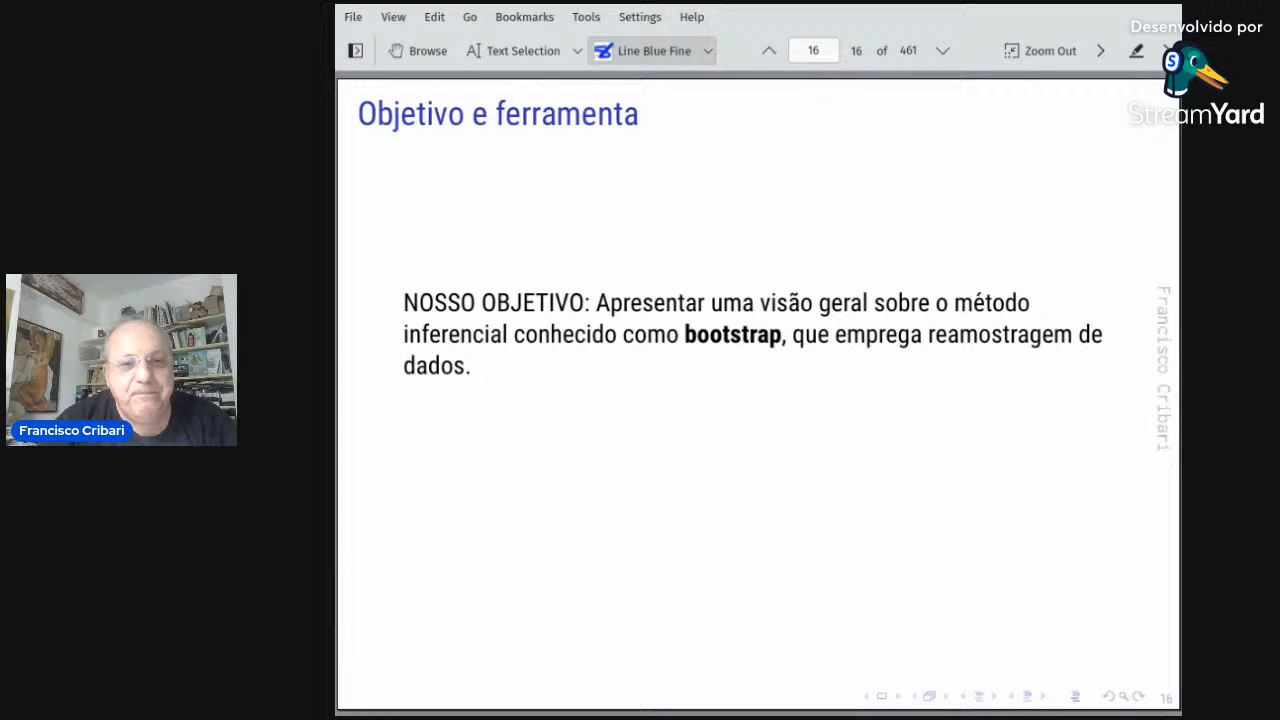 File View Edit Go Bookmarks Tools Settings Help
Browse Text Selection Line Blue Fine 16 16 of 461 Zoom Out
Desenvolvido por
StreamYard
Objetivo e ferramenta
NOSSO OBJETIVO: Apresentar uma visão geral sobre o método
inferencial conhecido como bootstrap, que emprega reamostragem de
dados.
Francisco Cribari
Francisco Cribari
16